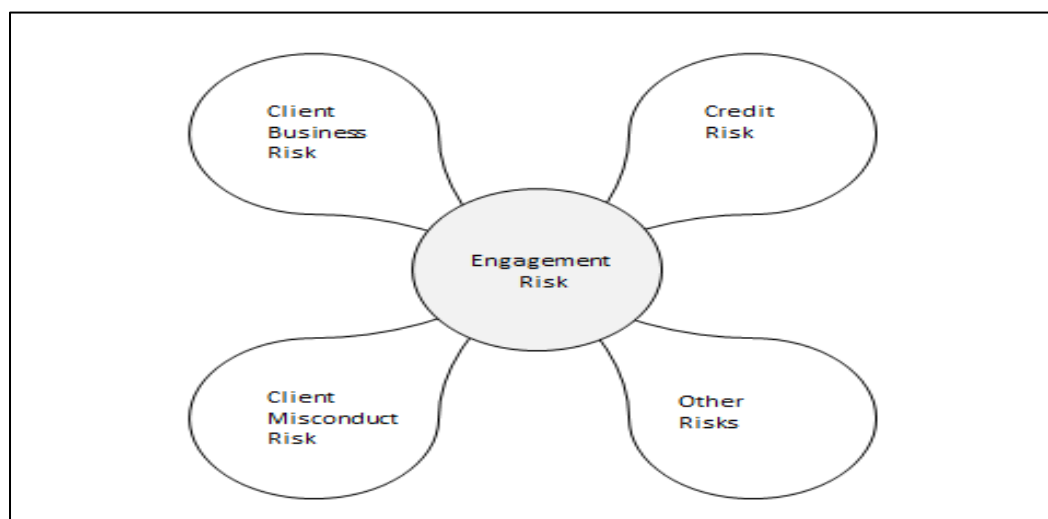 Client
Business
Risk
Credit
Risk
Engagement
Risk
Client
Misconduct
Risk
Other
Risks